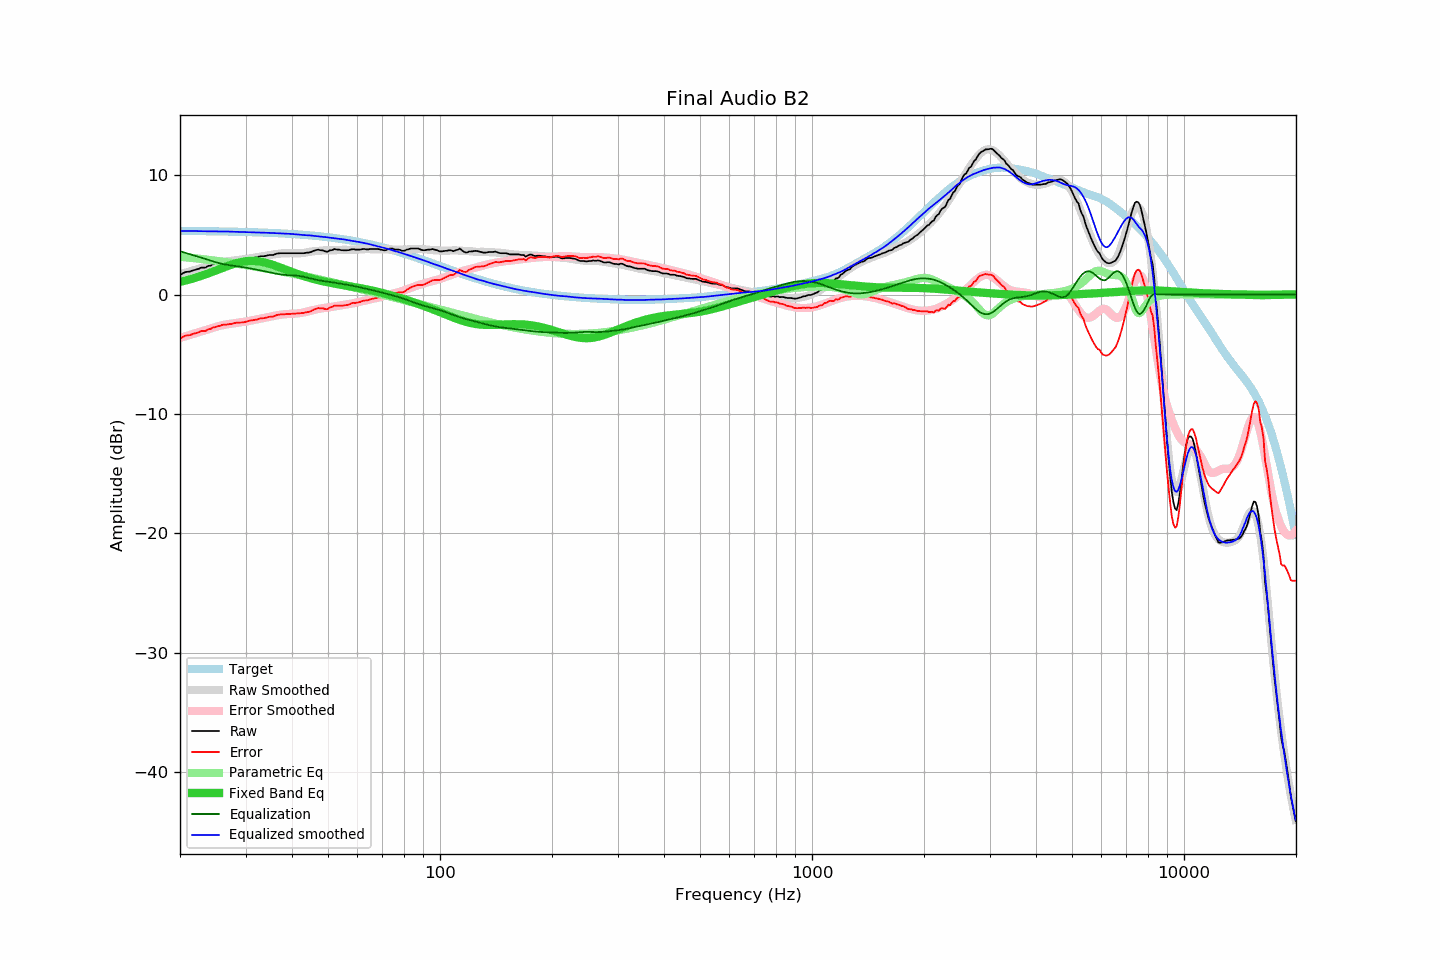 Final Audio B2
Amplitude (dBr)
10
0
−10
−20
−30
−40
Target
Raw Smoothed
Error Smoothed
Raw
Error
Parametric Eq
Fixed Band Eq
Equalization
Equalized smoothed
100
1000
10000
Frequency (Hz)